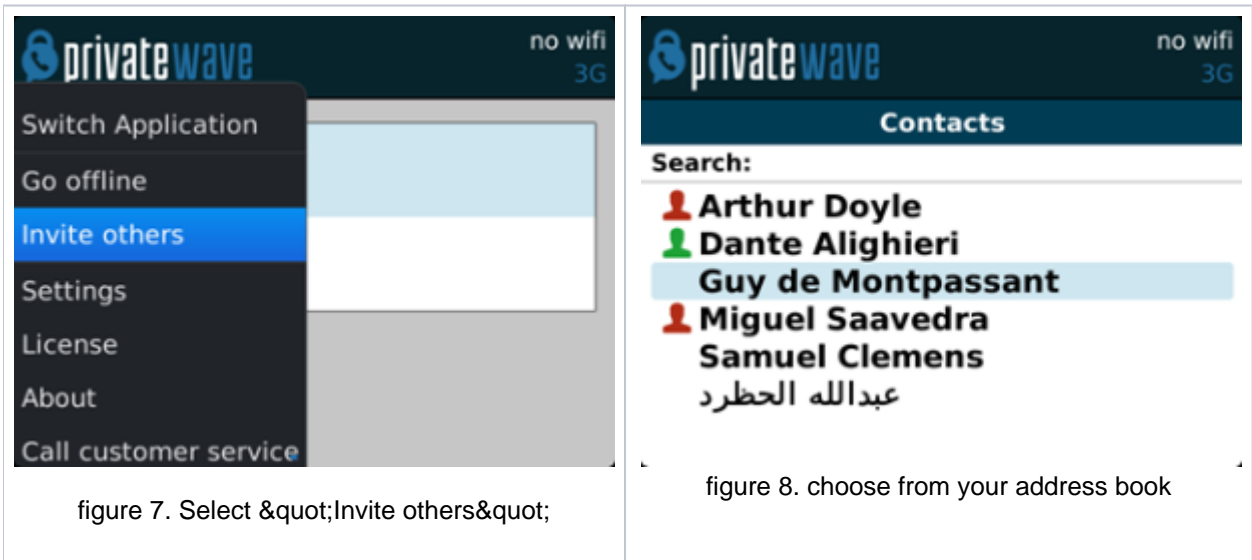 privatewave
no wifi
3G
Switch Application
Go offline
Invite others
Settings
License
About
Call customer service
figure 7. Select &quot;Invite others&quot;
privatewave
no wifi
3G
Contacts
Search:
Arthur Doyle
Dante Alighieri
Guy de Montpassant
Miguel Saavedra
Samuel Clemens
عبدالله الحظرد
figure 8. choose from your address book